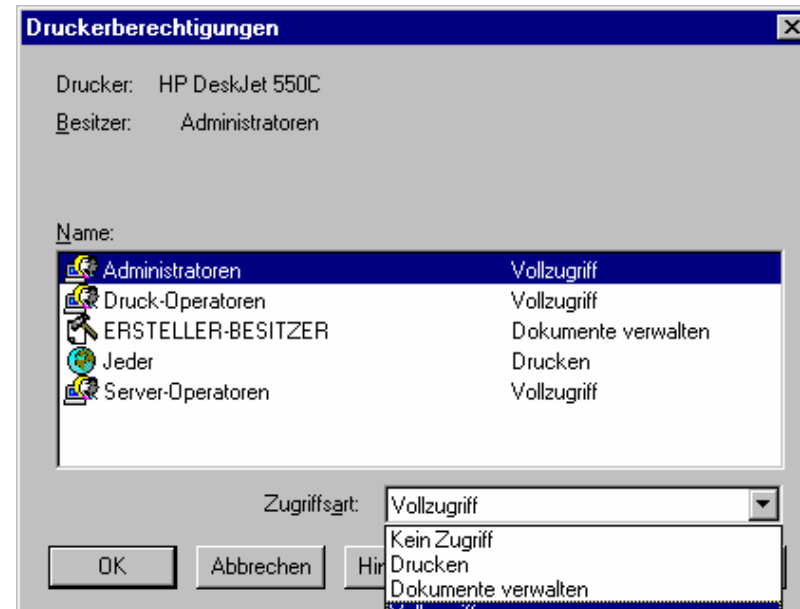 Druckerberechtigungen
Drucker: HP DeskJet 550C
Besitzer: Administratoren
Name:
Administratoren Vollzugriff
Druck-Operatoren Vollzugriff
ERSTELLER-BESITZER Dokumente verwalten
Jeder Drucken
Server-Operatoren Vollzugriff
Zugriffsart: Vollzugriff
Kein Zugriff
OK Abbrechen Drucken
Dokumente verwalten